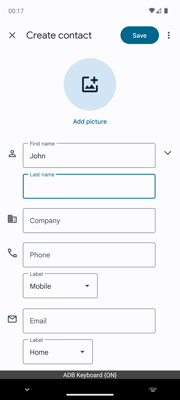 00:17
Create contact
Save
Add picture
First name
John
Last name
Company
Phone
Label
Mobile
Email
Label
Home
ADB Keyboard {ON}